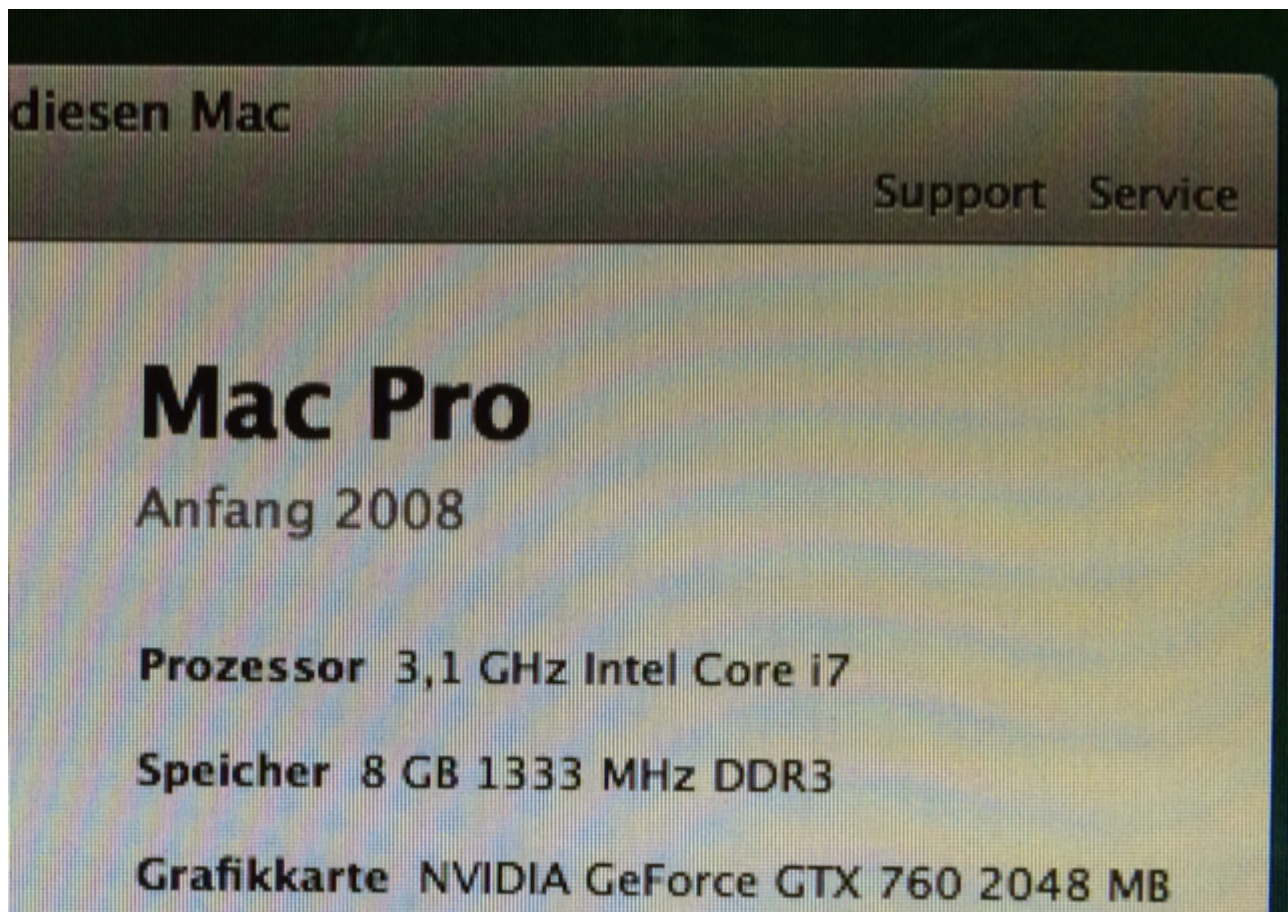 diesen Mac
Support Service
Mac Pro
Anfang 2008
Prozessor 3,1 GHz Intel Core i7
Speicher 8 GB 1333 MHz DDR3
Grafikkarte NVIDIA GeForce GTX 760 2048 MB